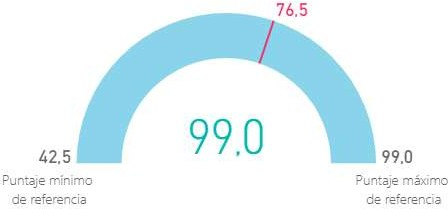 76,5
99,0
42,5
Puntaje mínimo
de referencia
99,0
Puntaje máximo
de referencia